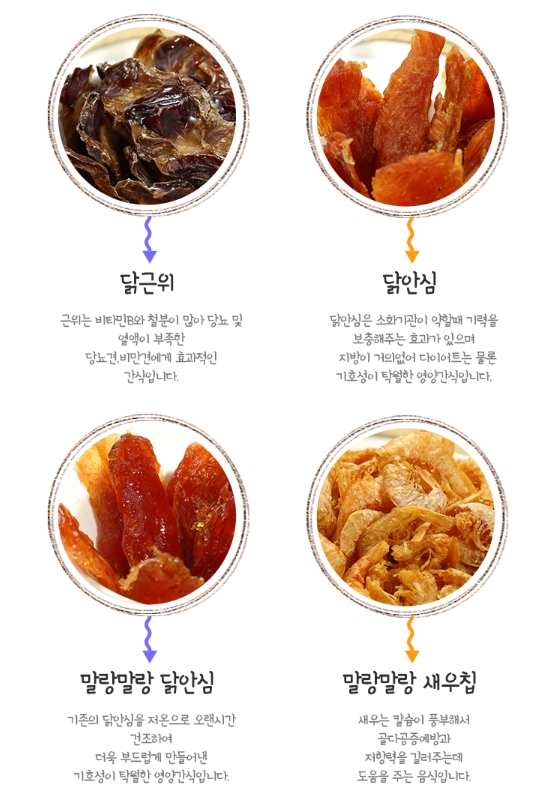 닭근위
근위는 비타민B와 철분이 많아 당뇨 및
혈액이 부족한
당뇨견,비만견에게 효과적인
간식입니다.
닭안심
닭안심은 소화기관이 약할때 기력을
보충해주는 효과가 있으며
지방이 거의없어 다이어트는 물론
기호성이 탁월한 영양간식입니다.
말랑말랑 닭안심
기존의 닭안심을 저온으로 오랜시간
건조하여
더욱 부드럽게 만들어낸
기호성이 탁월한 영양간식입니다.
말랑말랑 새우칩
새우는 칼슘이 풍부해서
골다공증예방과
저항력을 길러주는데
도움을 주는 음식입니다.